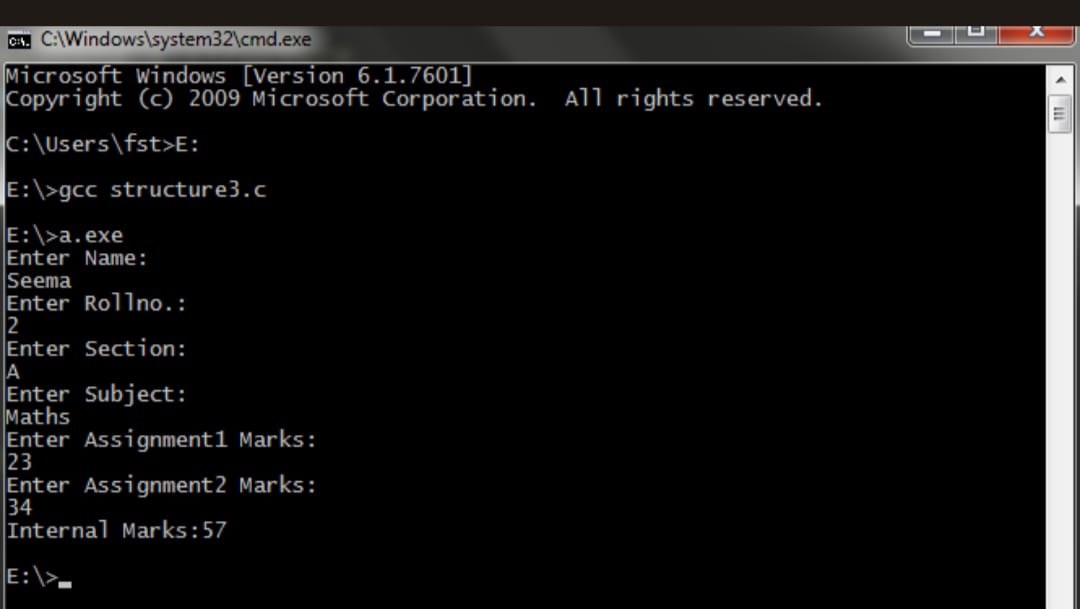 C:\Windows\system32\cmd.exe
Microsoft Windows [Version 6.1.7601]
Copyright (c) 2009 Microsoft Corporation.  All rights reserved.
C:\Users\fst>E:
E:\>gcc structure3.c
E:\>a.exe
Enter Name:
Seema
Enter Rollno.:
2
Enter Section:
A
Enter Subject:
Maths
Enter Assignment1 Marks:
23
Enter Assignment2 Marks:
34
Internal Marks:57
E:\>